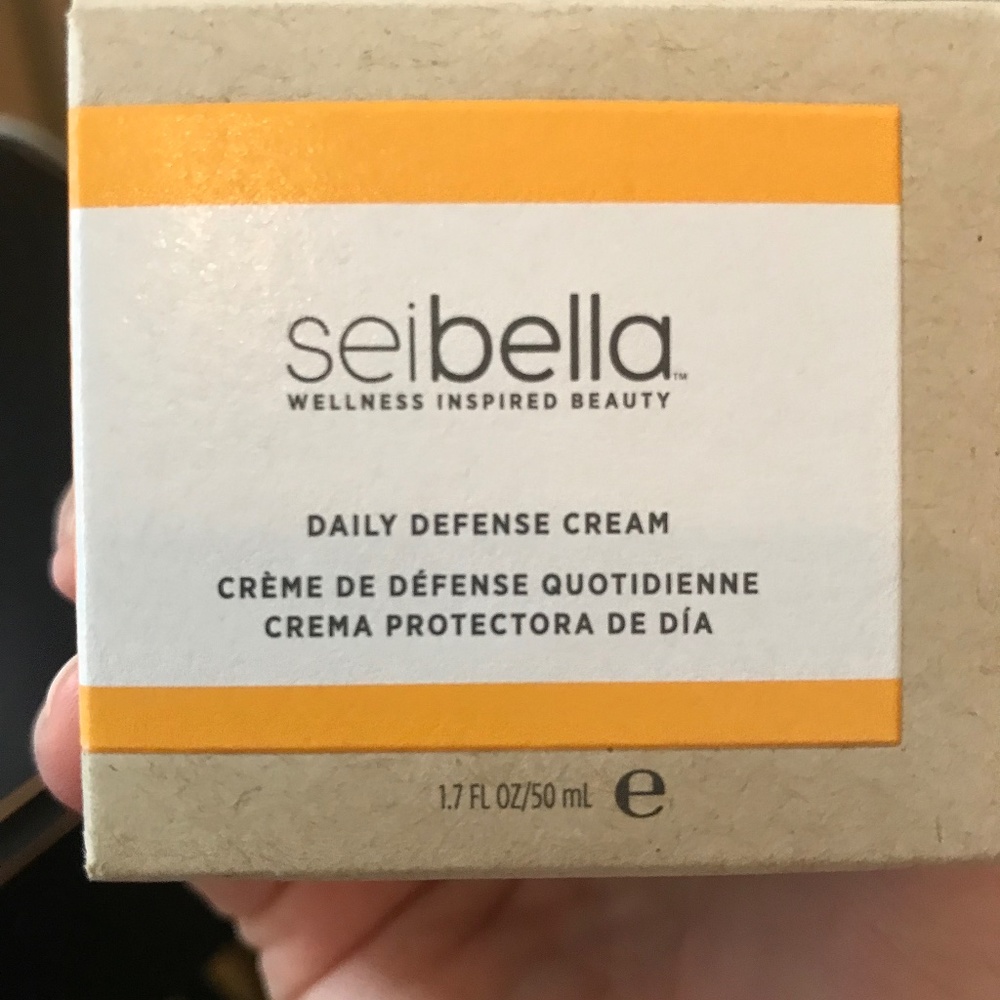 seibella™
WELLNESS INSPIRED BEAUTY
DAILY DEFENSE CREAM
CRÈME DE DÉFENSE QUOTIDIENNE
CREMA PROTECTORA DE DÍA
1.7 FL OZ/50 mL ℮